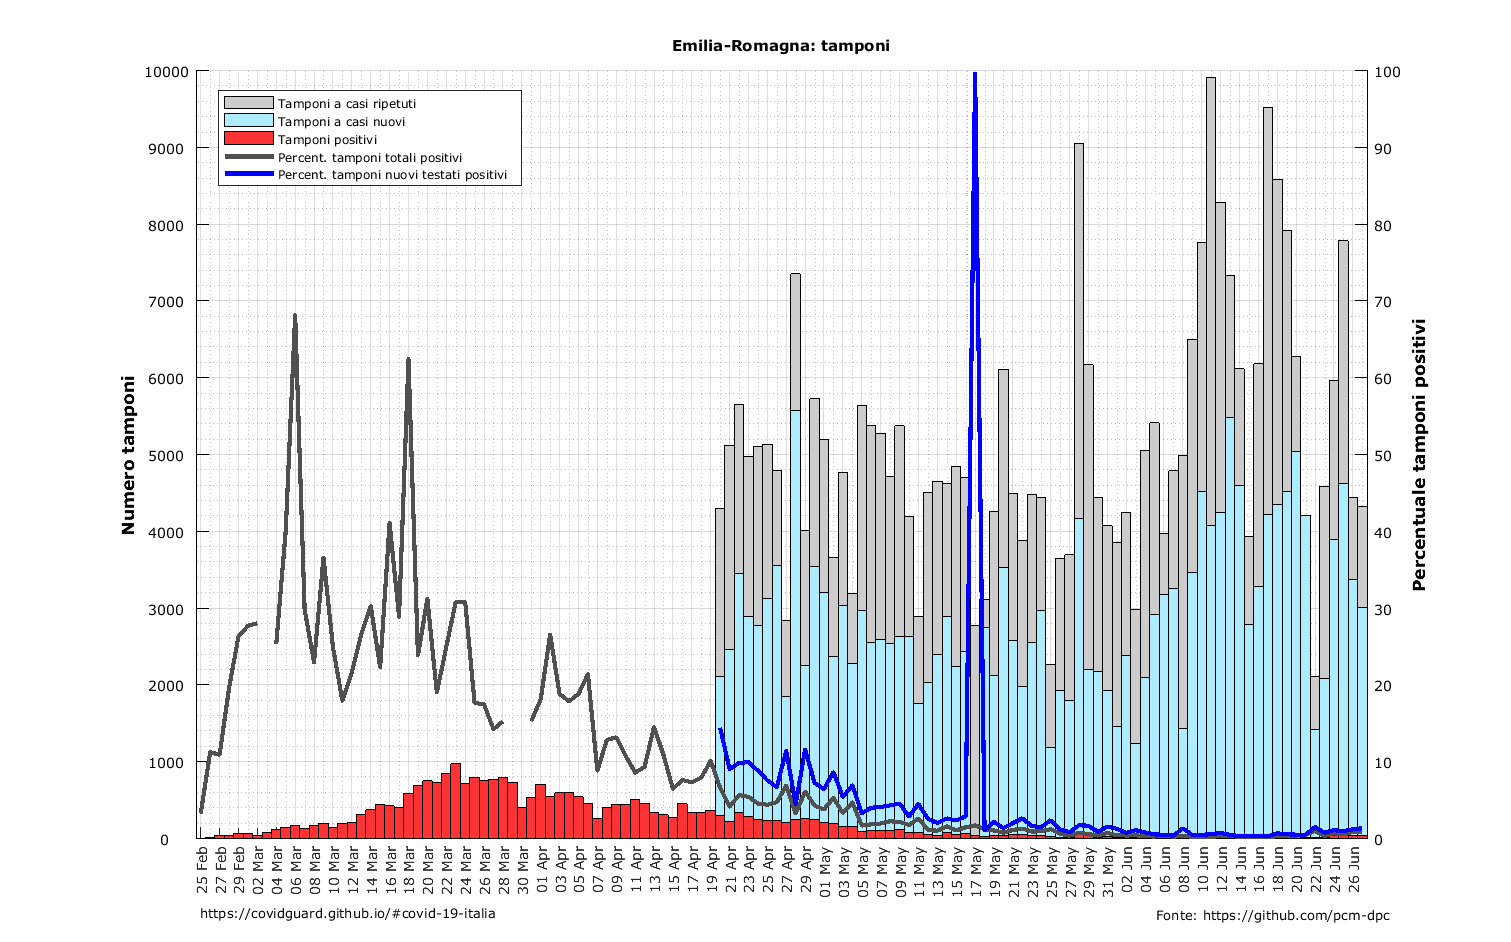 Emilia-Romagna: tamponi
Tamponi a casi ripetuti
Tamponi a casi nuovi
Tamponi positivi
Percent. tamponi totali positivi
Percent. tamponi nuovi testati positivi
Numero tamponi
10000
9000
8000
7000
6000
5000
4000
3000
2000
1000
0
Percentuale tamponi positivi
100
90
80
70
60
50
40
30
20
10
0
25 Feb
27 Feb
29 Feb
02 Mar
04 Mar
06 Mar
08 Mar
10 Mar
12 Mar
14 Mar
16 Mar
18 Mar
20 Mar
22 Mar
24 Mar
26 Mar
28 Mar
30 Mar
01 Apr
03 Apr
05 Apr
07 Apr
09 Apr
11 Apr
13 Apr
15 Apr
17 Apr
19 Apr
21 Apr
23 Apr
25 Apr
27 Apr
29 Apr
01 May
03 May
05 May
07 May
09 May
11 May
13 May
15 May
17 May
19 May
21 May
23 May
25 May
27 May
29 May
31 May
02 Jun
04 Jun
06 Jun
08 Jun
10 Jun
12 Jun
14 Jun
16 Jun
18 Jun
20 Jun
22 Jun
24 Jun
26 Jun
https://covidguard.github.io/#covid-19-italia
Fonte: https://github.com/pcm-dpc